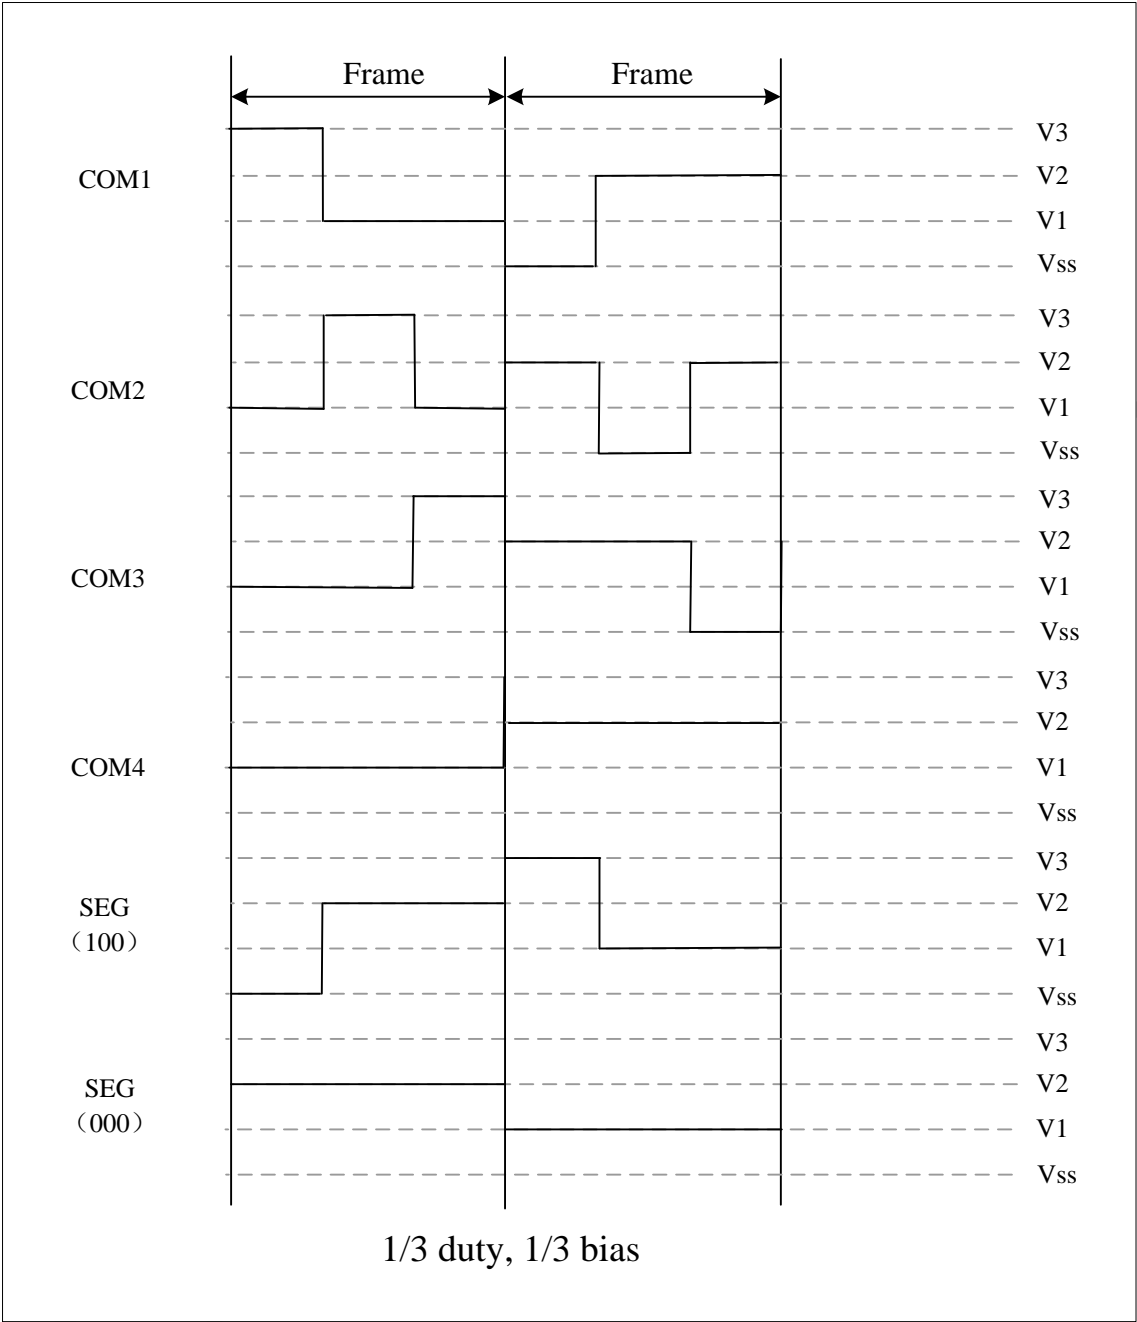 Frame Frame
V3
COM1
V2
V1
Vss
V3
V2
COM2
V1
Vss
V3
V2
COM3
V1
Vss
V3
V2
COM4
V1
Vss
V3
SEG
V2
（100）
V1
Vss
V3
SEG
V2
（000）
V1
Vss
1/3 duty, 1/3 bias